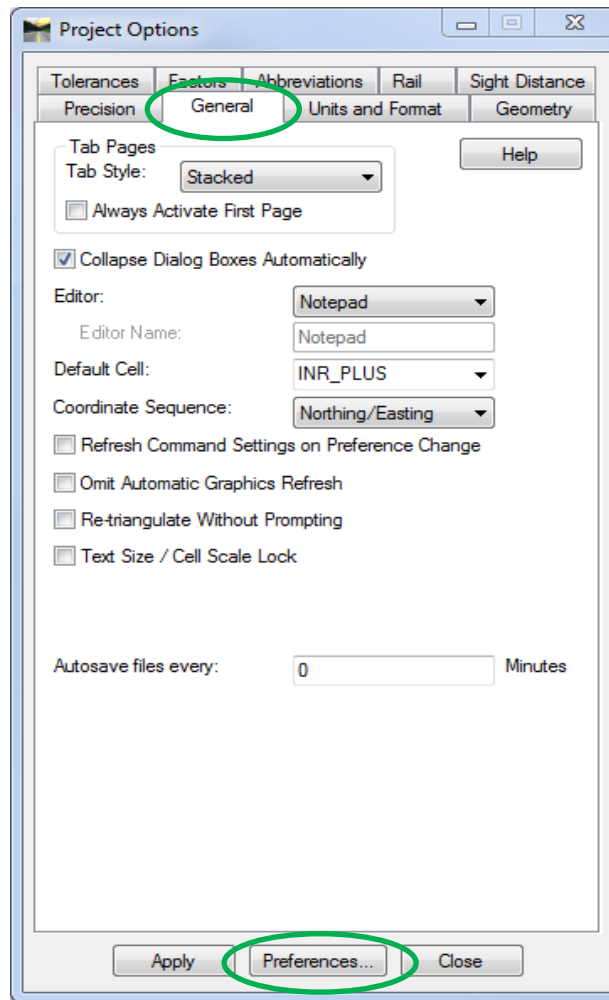 Project Options
Tolerances Factors Abbreviations Rail Sight Distance
Precision General Units and Format Geometry
Tab Pages
Help
Tab Style: Stacked
Always Activate First Page
Collapse Dialog Boxes Automatically
Editor: Notepad
Editor Name: Notepad
Default Cell: INR_PLUS
Coordinate Sequence: Northing/Easting
Refresh Command Settings on Preference Change
Omit Automatic Graphics Refresh
Re-triangulate Without Prompting
Text Size / Cell Scale Lock
Autosave files every: 0 Minutes
Apply Preferences... Close